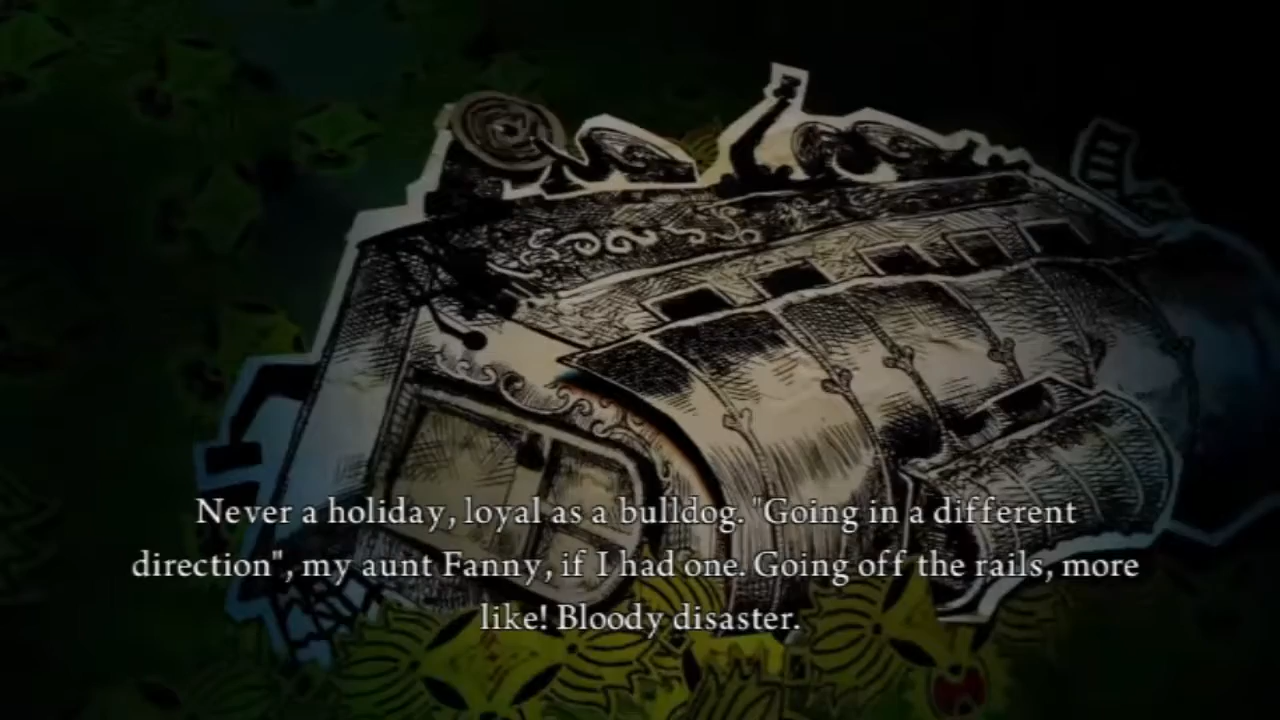 Never a holiday, loyal as a bulldog. "Going in a different
direction", my aunt Fanny, if I had one. Going off the rails, more
like! Bloody disaster.